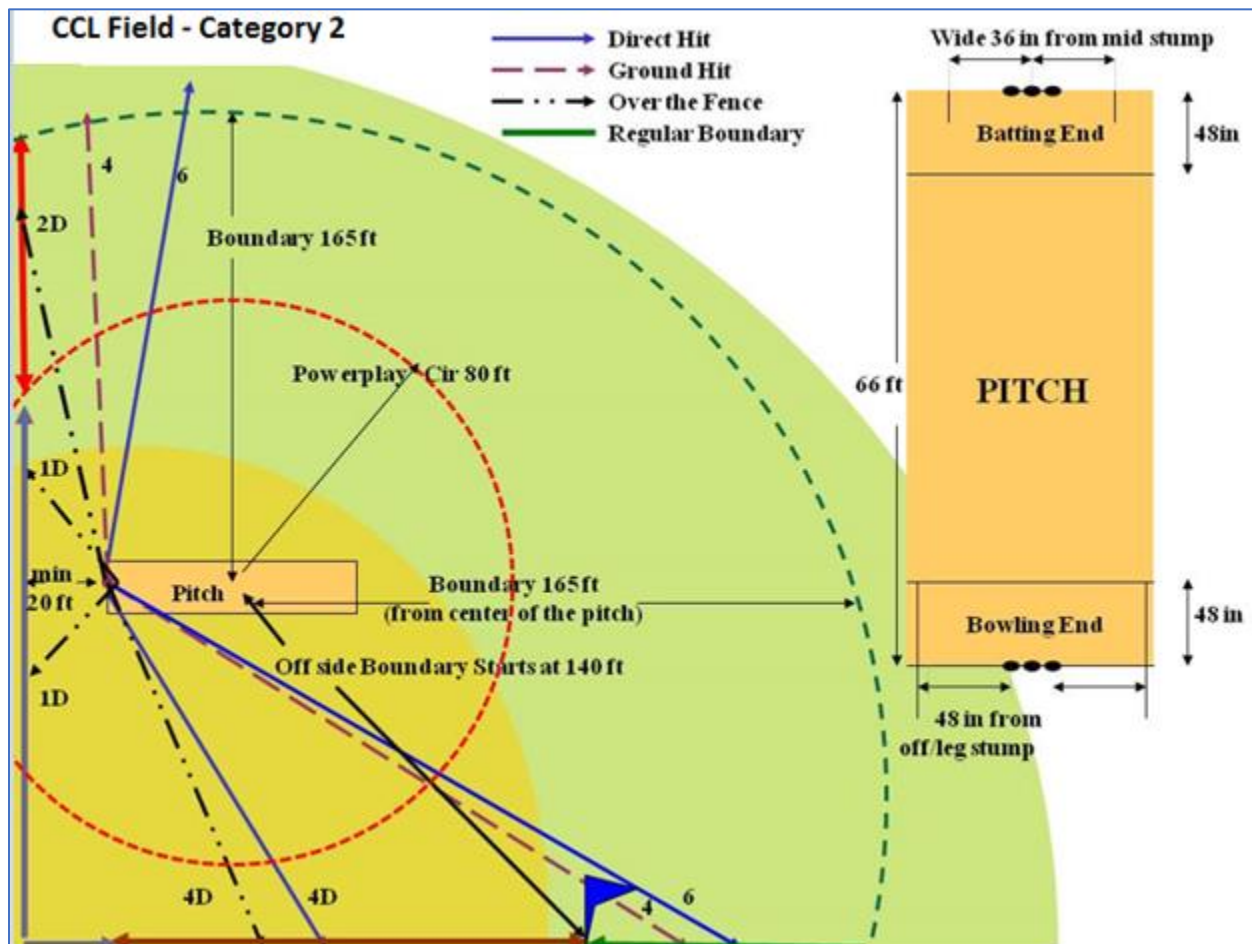 CCL Field - Category 2
Direct Hit
Ground Hit
Over the Fence
Regular Boundary
4
6
2D
Boundary 165 ft
Powerplay Cir 80 ft
1D
min
20 ft
Pitch
Boundary 165ft
(from center of the pitch)
1D
Off side Boundary Starts at 140 ft
4D
4D
4
6
Wide 36 in from mid stump
Batting End
48in
66 ft
PITCH
Bowling End
48 in
48 in from
off/leg stump